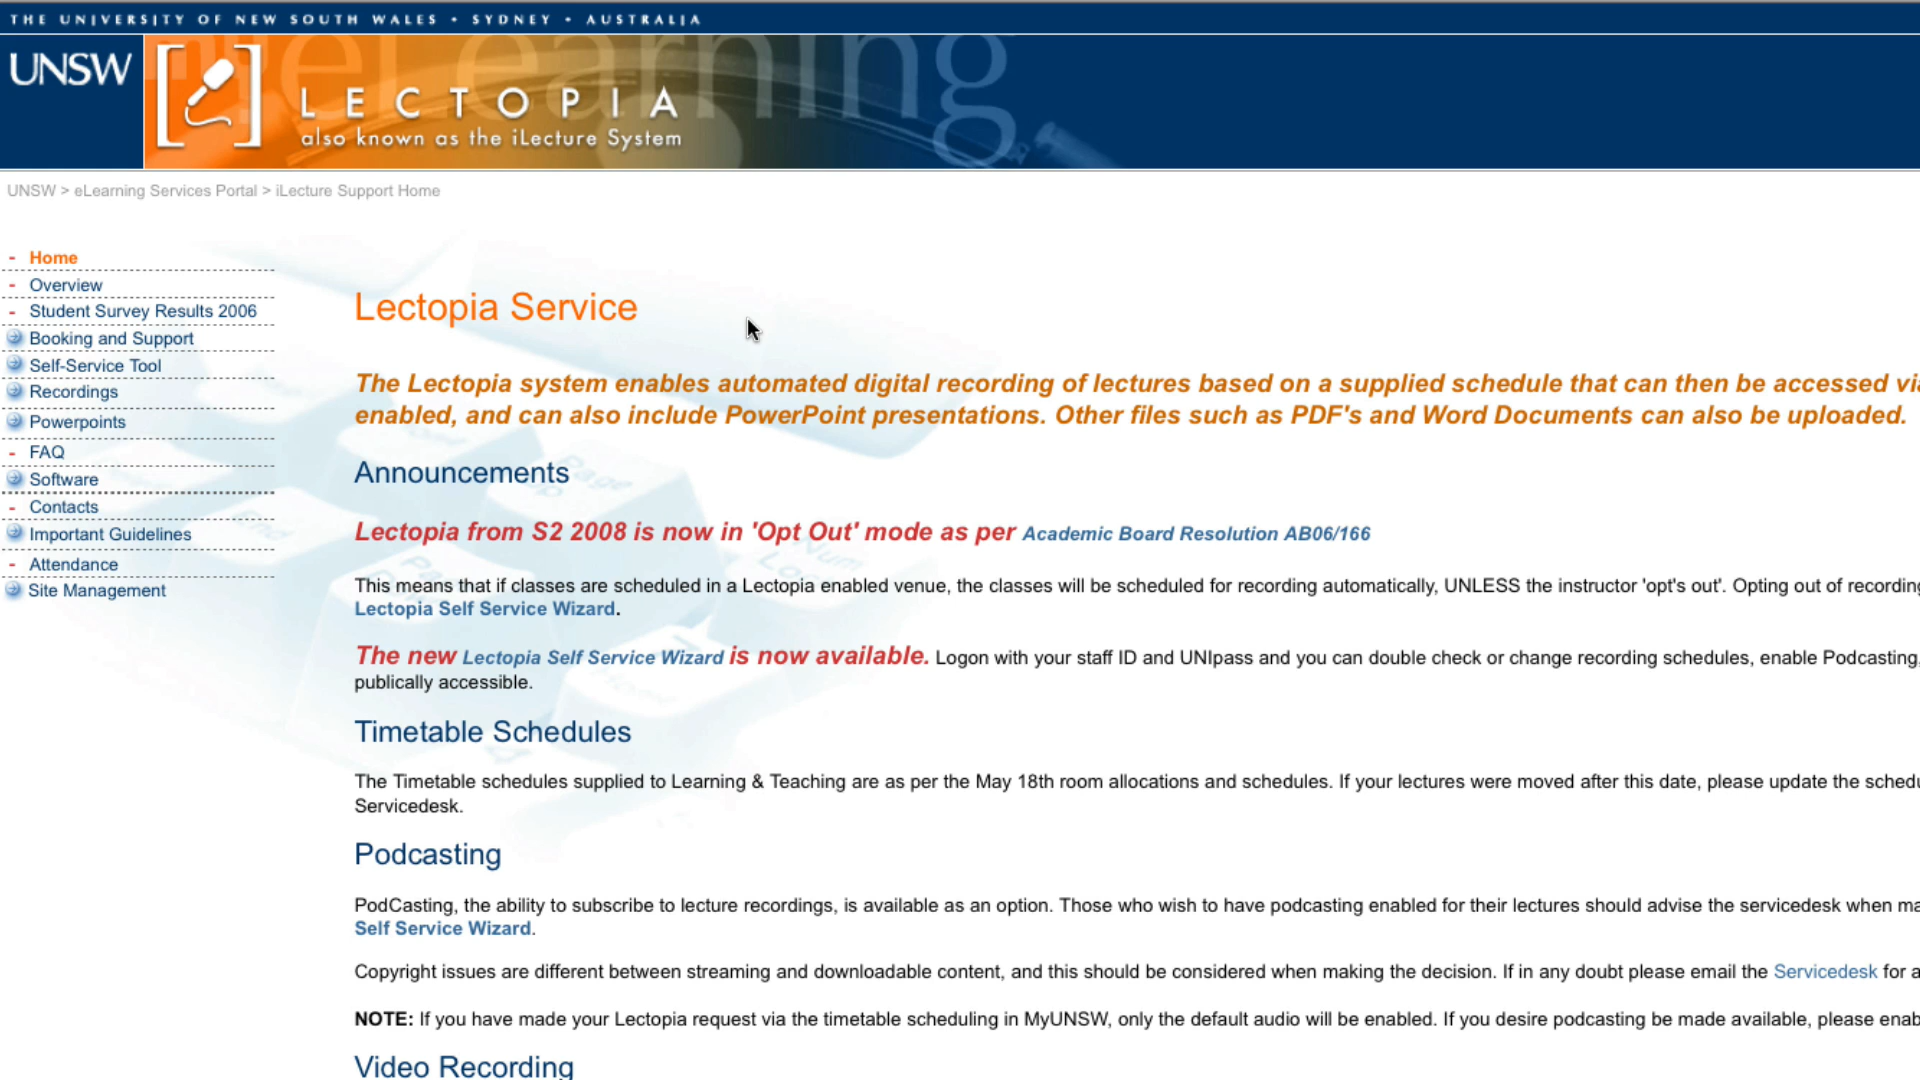 THE UNIVERSITY OF NEW SOUTH WALES • SYDNEY • AUSTRALIA
UNSW
eLearning
LECTOPIA
also known as the iLecture System
UNSW > eLearning Services Portal > iLecture Support Home
- Home
- Overview
- Student Survey Results 2006
Booking and Support
Self-Service Tool
Recordings
Powerpoints
- FAQ
Software
- Contacts
Important Guidelines
- Attendance
Site Management
Lectopia Service
The Lectopia system enables automated digital recording of lectures based on a supplied schedule that can then be accessed via
enabled, and can also include PowerPoint presentations. Other files such as PDF's and Word Documents can also be uploaded.
Announcements
Lectopia from S2 2008 is now in 'Opt Out' mode as per Academic Board Resolution AB06/166
This means that if classes are scheduled in a Lectopia enabled venue, the classes will be scheduled for recording automatically, UNLESS the instructor 'opt's out'. Opting out of recording
Lectopia Self Service Wizard.
The new Lectopia Self Service Wizard is now available. Logon with your staff ID and UNIpass and you can double check or change recording schedules, enable Podcasting,
publically accessible.
Timetable Schedules
The Timetable schedules supplied to Learning & Teaching are as per the May 18th room allocations and schedules. If your lectures were moved after this date, please update the
Servicedesk.
Podcasting
PodCasting, the ability to subscribe to lecture recordings, is available as an option. Those who wish to have podcasting enabled for their lectures should advise the servicedesk when
Self Service Wizard.
Copyright issues are different between streaming and downloadable content, and this should be considered when making the decision. If in any doubt please email the Servicedesk for
NOTE: If you have made your Lectopia request via the timetable scheduling in MyUNSW, only the default audio will be enabled. If you desire podcasting be made available, please
Video Recording